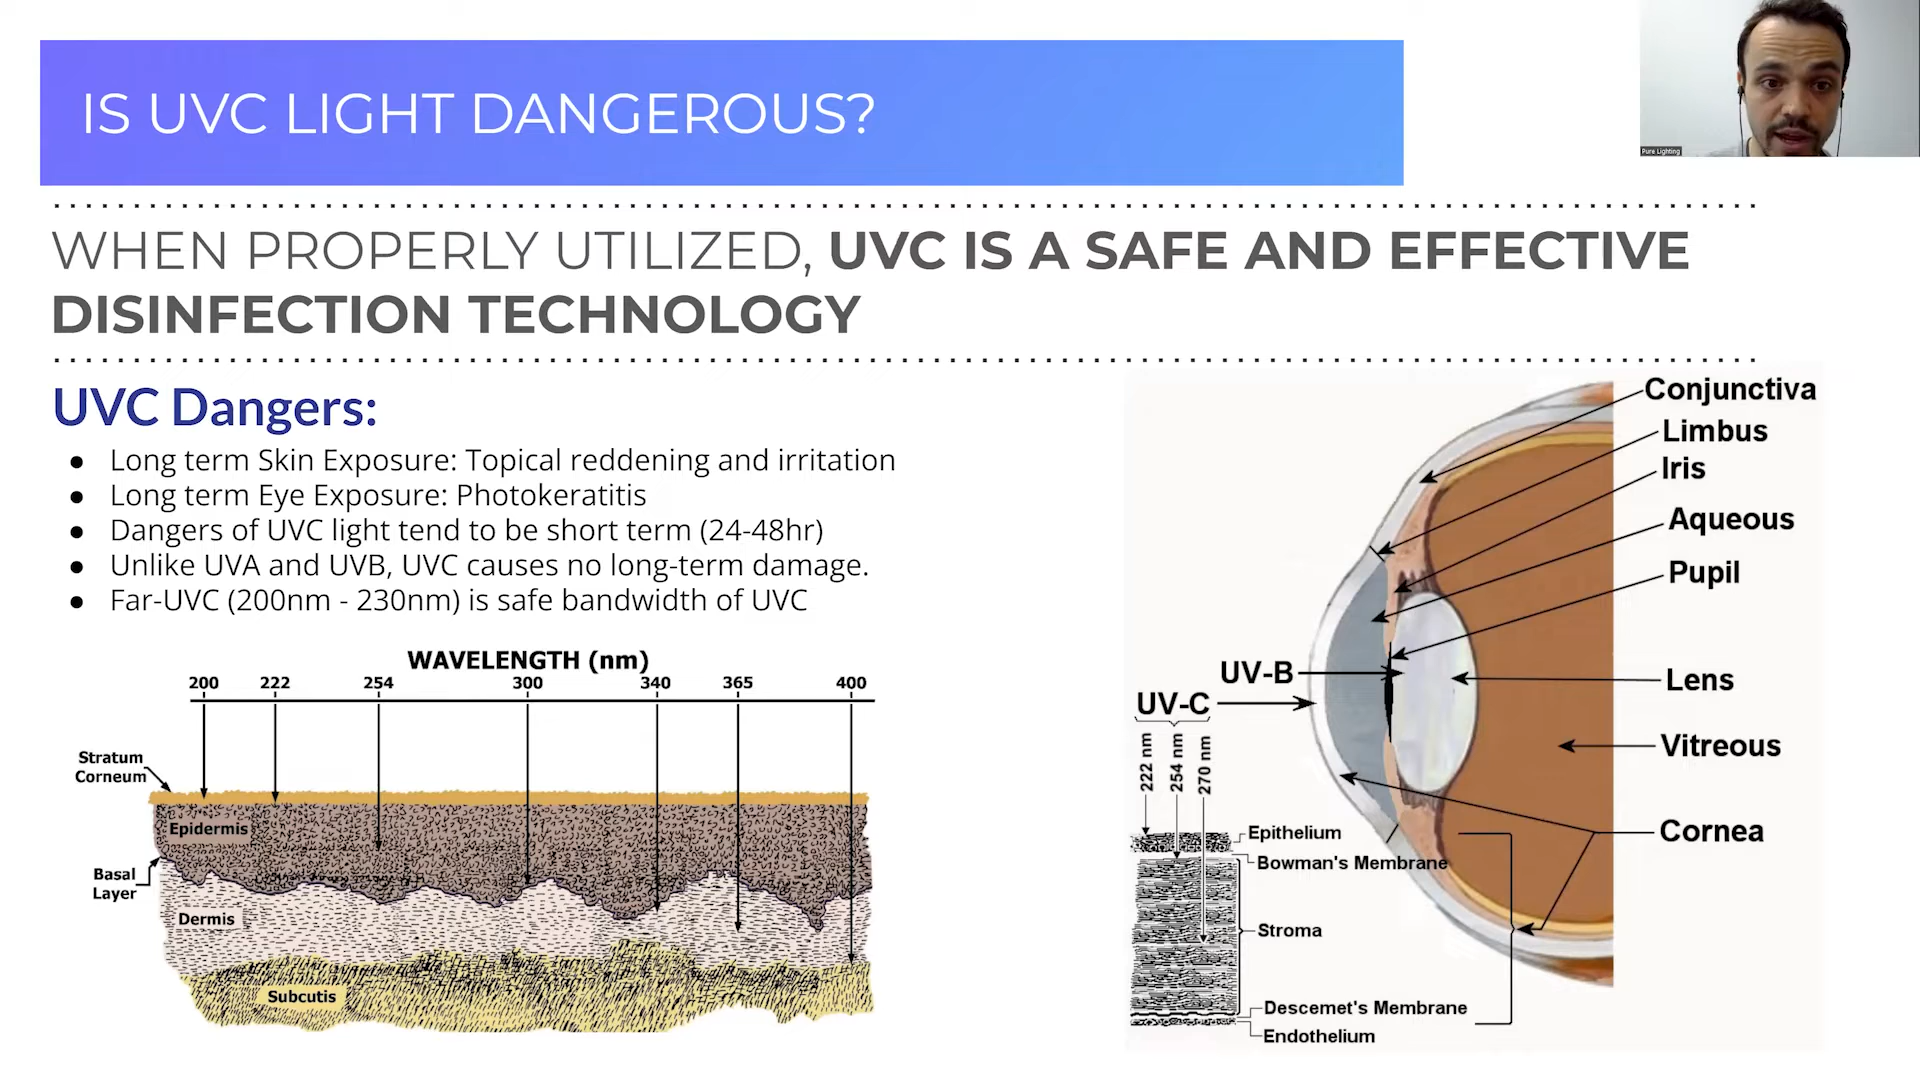 IS UVC LIGHT DANGEROUS?
Pure Lighting
WHEN PROPERLY UTILIZED, UVC IS A SAFE AND EFFECTIVE
DISINFECTION TECHNOLOGY
UVC Dangers:
● Long term Skin Exposure: Topical reddening and irritation
● Long term Eye Exposure: Photokeratitis
● Dangers of UVC light tend to be short term (24-48hr)
● Unlike UVA and UVB, UVC causes no long-term damage.
● Far-UVC (200nm - 230nm) is safe bandwidth of UVC
WAVELENGTH (nm)
200 222 254 300 340 365 400
Stratum
Corneum
Epidermis
Basal
Layer
Dermis
Subcutis
Conjunctiva
Limbus
Iris
Aqueous
Pupil
UV-B
UV-C
Lens
Vitreous
Cornea
222 nm
254 nm
270 nm
Epithelium
Bowman's Membrane
Stroma
Descemet's Membrane
Endothelium